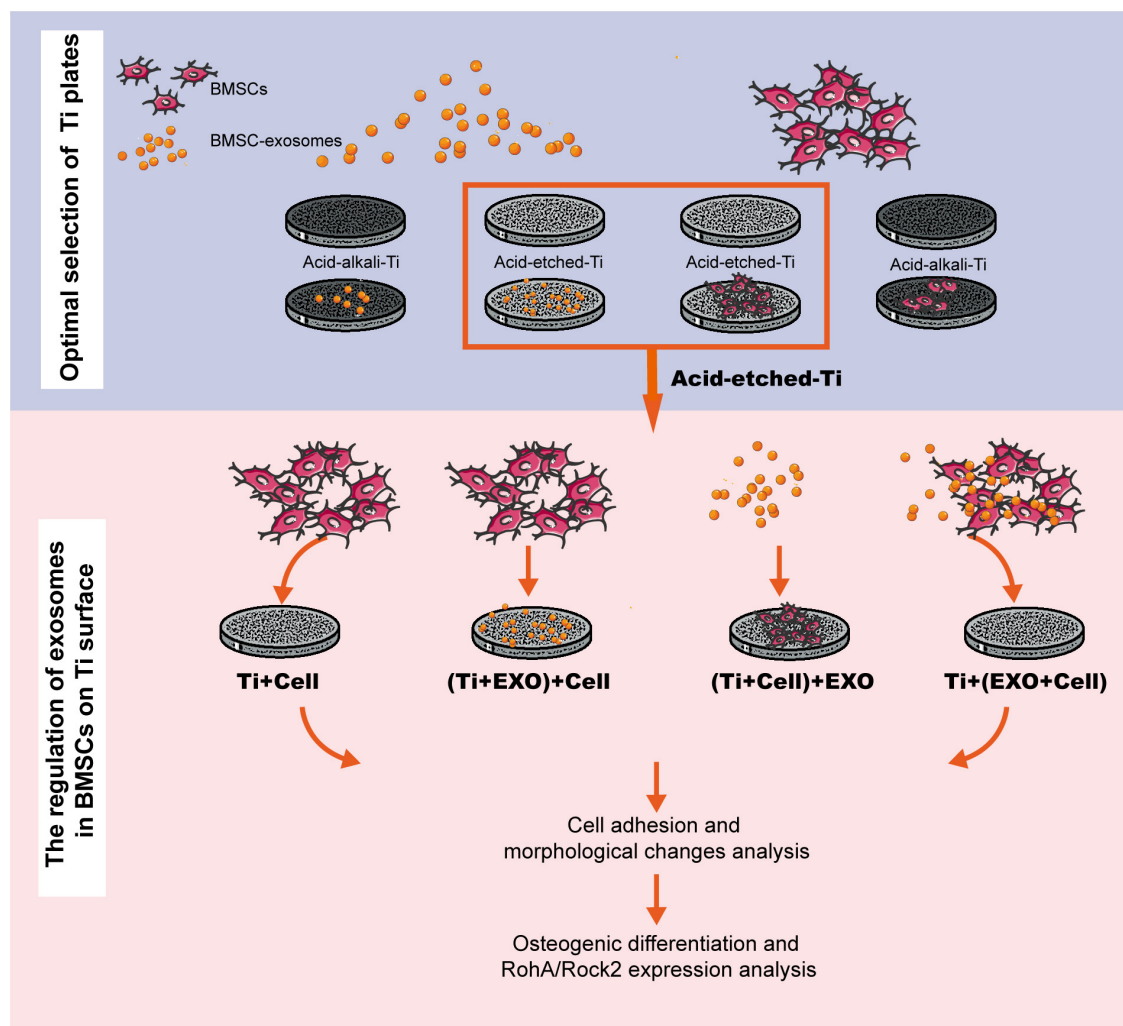 Optimal selection of Ti plates
BMSCs
BMSC-exosomes
Acid-alkali-Ti
Acid-etched-Ti
Acid-etched-Ti
Acid-alkali-Ti
Acid-etched-Ti
The regulation of exosomes
in BMSCs on Ti surface
Ti+Cell
(Ti+EXO)+Cell
(Ti+Cell)+EXO
Ti+(EXO+Cell)
Cell adhesion and
morphological changes analysis
Osteogenic differentiation and
RohA/Rock2 expression analysis